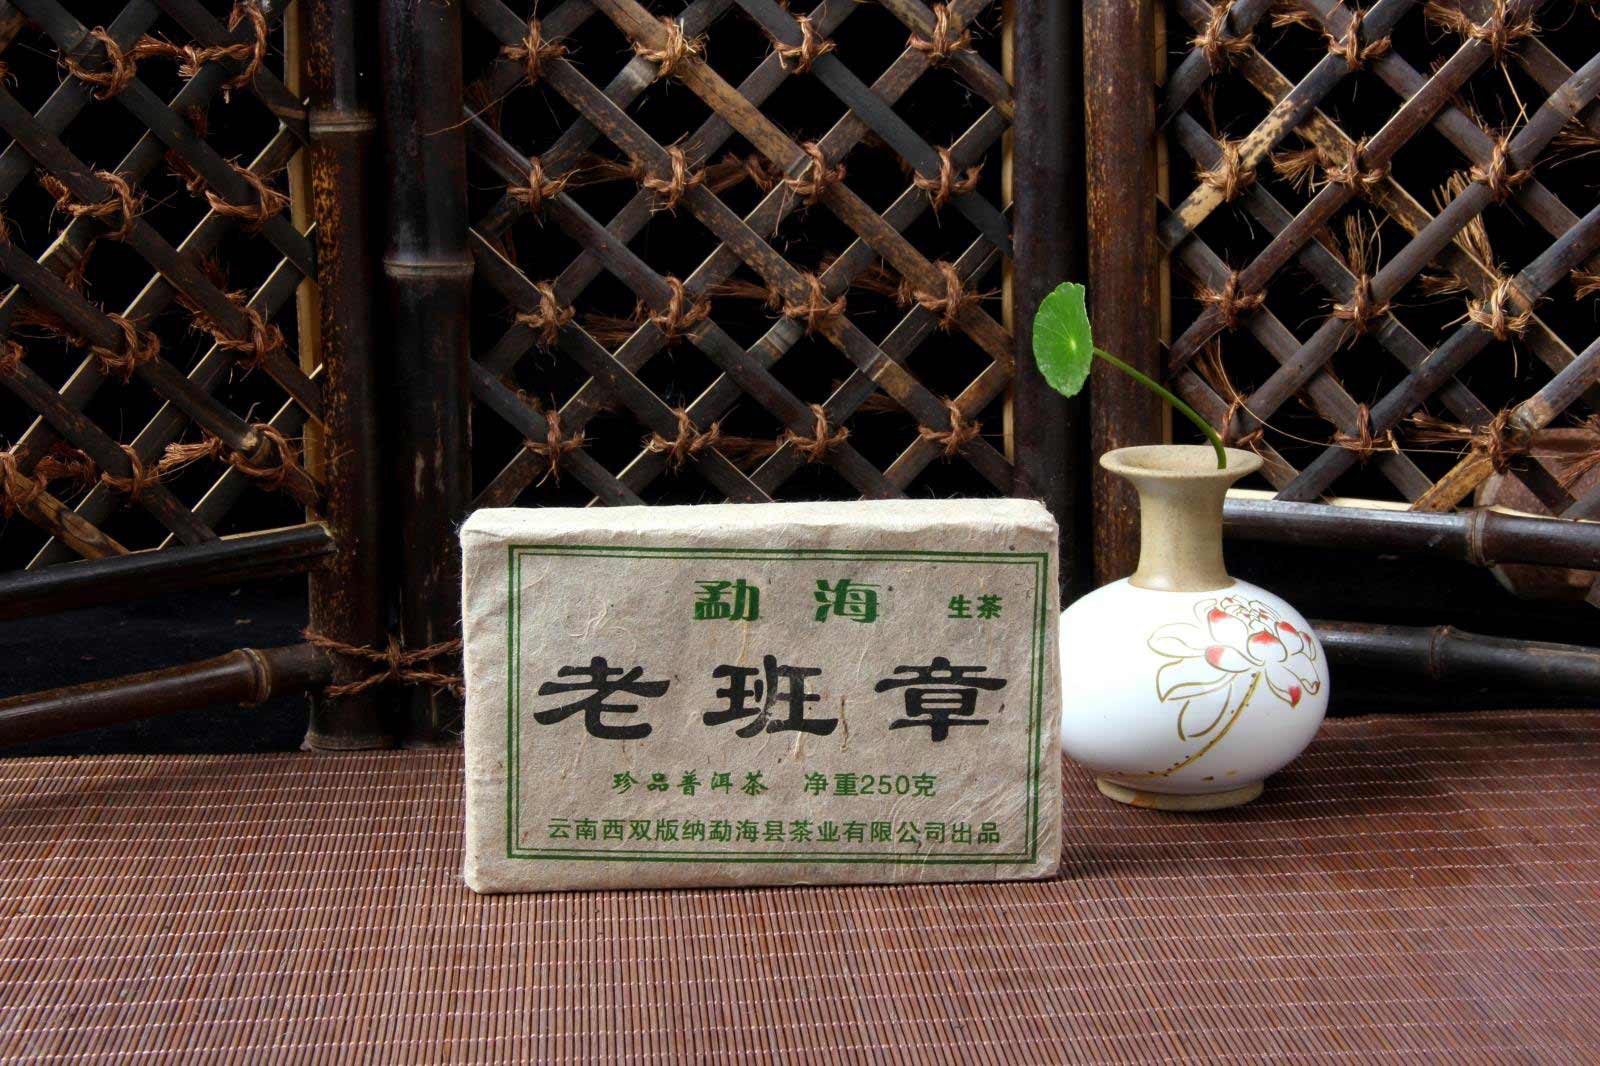 勐海 生茶
老班章
珍品普洱茶 净重250克
云南西双版纳勐海县茶业有限公司出品